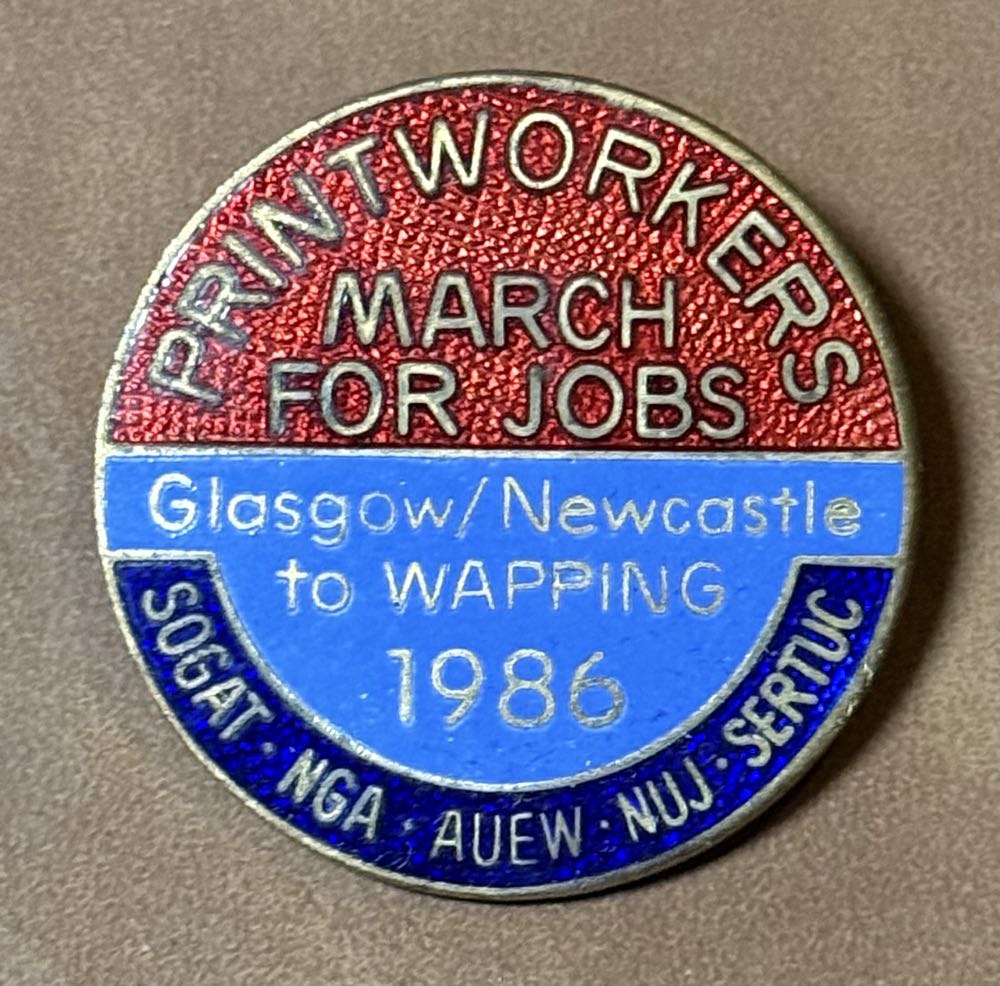 PRINTWORKERS
MARCH
FOR JOBS
Glasgow/Newcastle
to WAPPING
1986
SOGAT · NGA · AUEW · NUJ · SERTUC